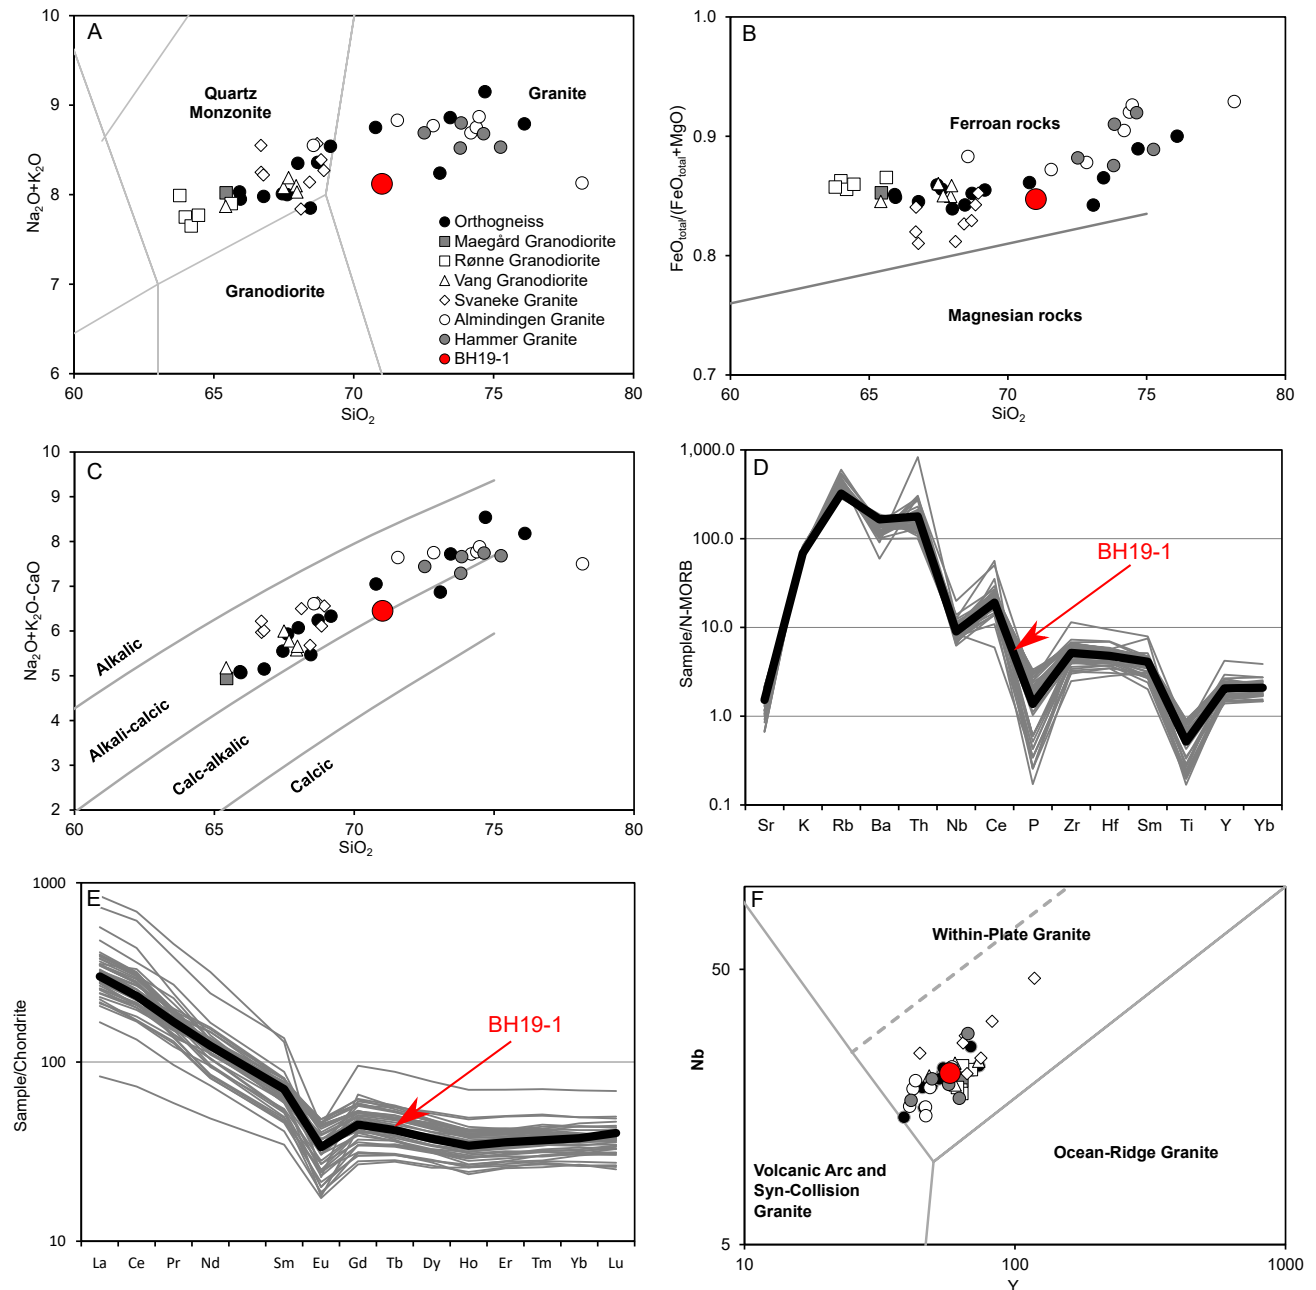 A
10
9
8
7
6
Na2O+K2O
60
65
70
75
80
SiO2
Quartz
Monzonite
Granite
Granodiorite
Orthogneiss
Maegård Granodiorite
Rønne Granodiorite
Vang Granodiorite
Svaneke Granite
Almindingen Granite
Hammer Granite
BH19-1
B
1.0
0.9
0.8
0.7
FeOtotal/(FeOtotal+MgO)
60
65
70
75
80
SiO2
Ferroan rocks
Magnesian rocks
C
10
9
8
7
6
5
4
3
2
Na2O+K2O-CaO
60
65
70
75
80
SiO2
Alkalic
Alkali-calcic
Calc-alkalic
Calcic
D
1,000.0
100.0
10.0
1.0
0.1
Sample/N-MORB
BH19-1
Sr K Rb Ba Th Nb Ce P Zr Hf Sm Ti Y Yb
E
1000
100
10
Sample/Chondrite
BH19-1
La Ce Pr Nd Sm Eu Gd Tb Dy Ho Er Tm Yb Lu
F
50
5
Nb
10
100
1000
Y
Within-Plate Granite
Ocean-Ridge Granite
Volcanic Arc and
Syn-Collision
Granite